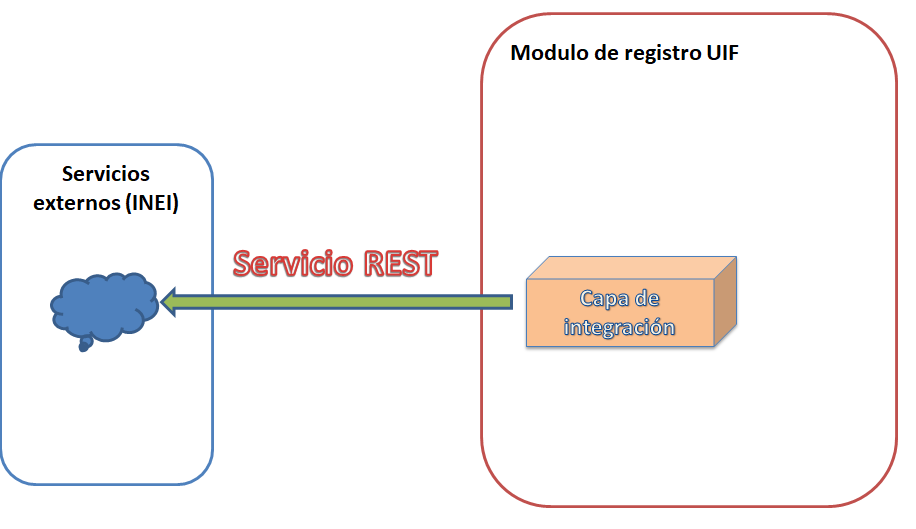 Modulo de registro UIF
Servicios
externos (INEI)
Servicio REST
Capa de
integración